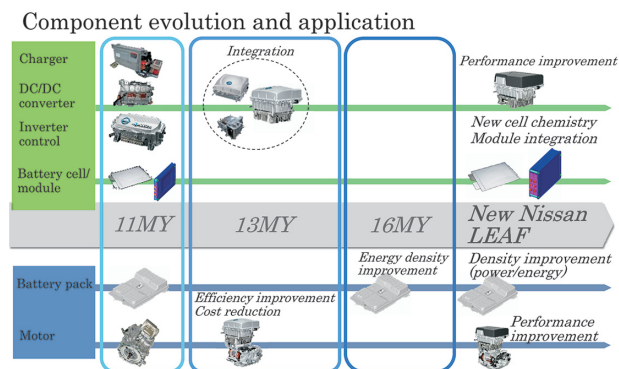 Component evolution and application
Charger
Integration
Performance improvement
DC/DC
converter
Inverter
control
New cell chemistry
Module integration
Battery cell/
module
11MY
13MY
16MY
New Nissan
LEAF
Battery pack
Energy density
improvement
Density improvement
(power/energy)
Efficiency improvement
Cost reduction
Motor
Performance
improvement